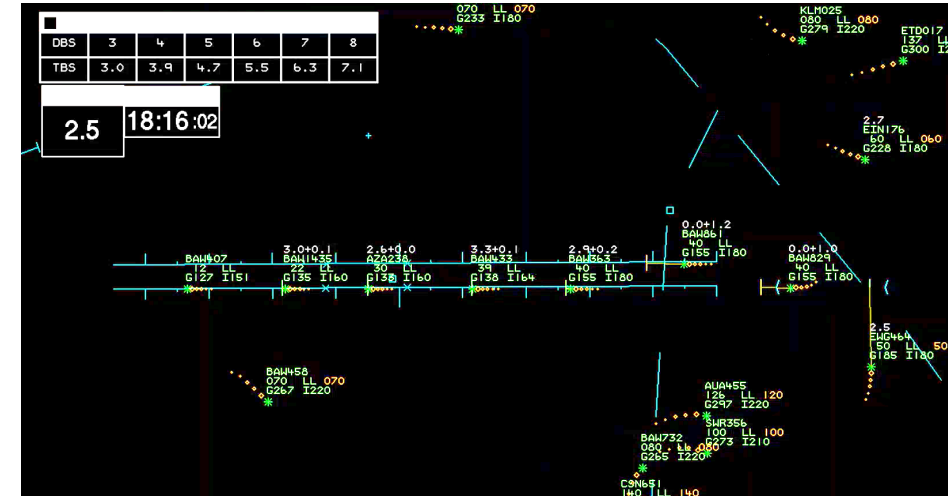 DBS 3 4 5 6 7 8
TBS 3.0 3.9 4.7 5.5 6.3 7.1
2.5
18:16:02
070 LL 070
G233 I180
KLM025
080 LL 080
G279 I220
ETD017
137 LL
G300
2.7
EIN176
60 LL 060
G228 I180
0.0+1.2
BAW861
40 LL
G155 I180
0.0+1.0
BAW829
40 LL
G155 I180
BAW407
12 LL
G127 I151
3.0+0.1
BAW1435
22 LL
G135 I160
2.6+0.0
AZA238
30 LL
I160
3.3+0.1
BAW433
39 LL
G138 I164
2.9+0.2
40 LL
G155 I180
2.5
EWG464
50 LL 50
G185 I180
BAW458
070 LL 070
G267 I220
AUA455
126 LL 120
G297 I220
SWR356
100 LL 100
G273 I210
BAW732
080 LL 080
G265 I220
C9N651
140 LL 140